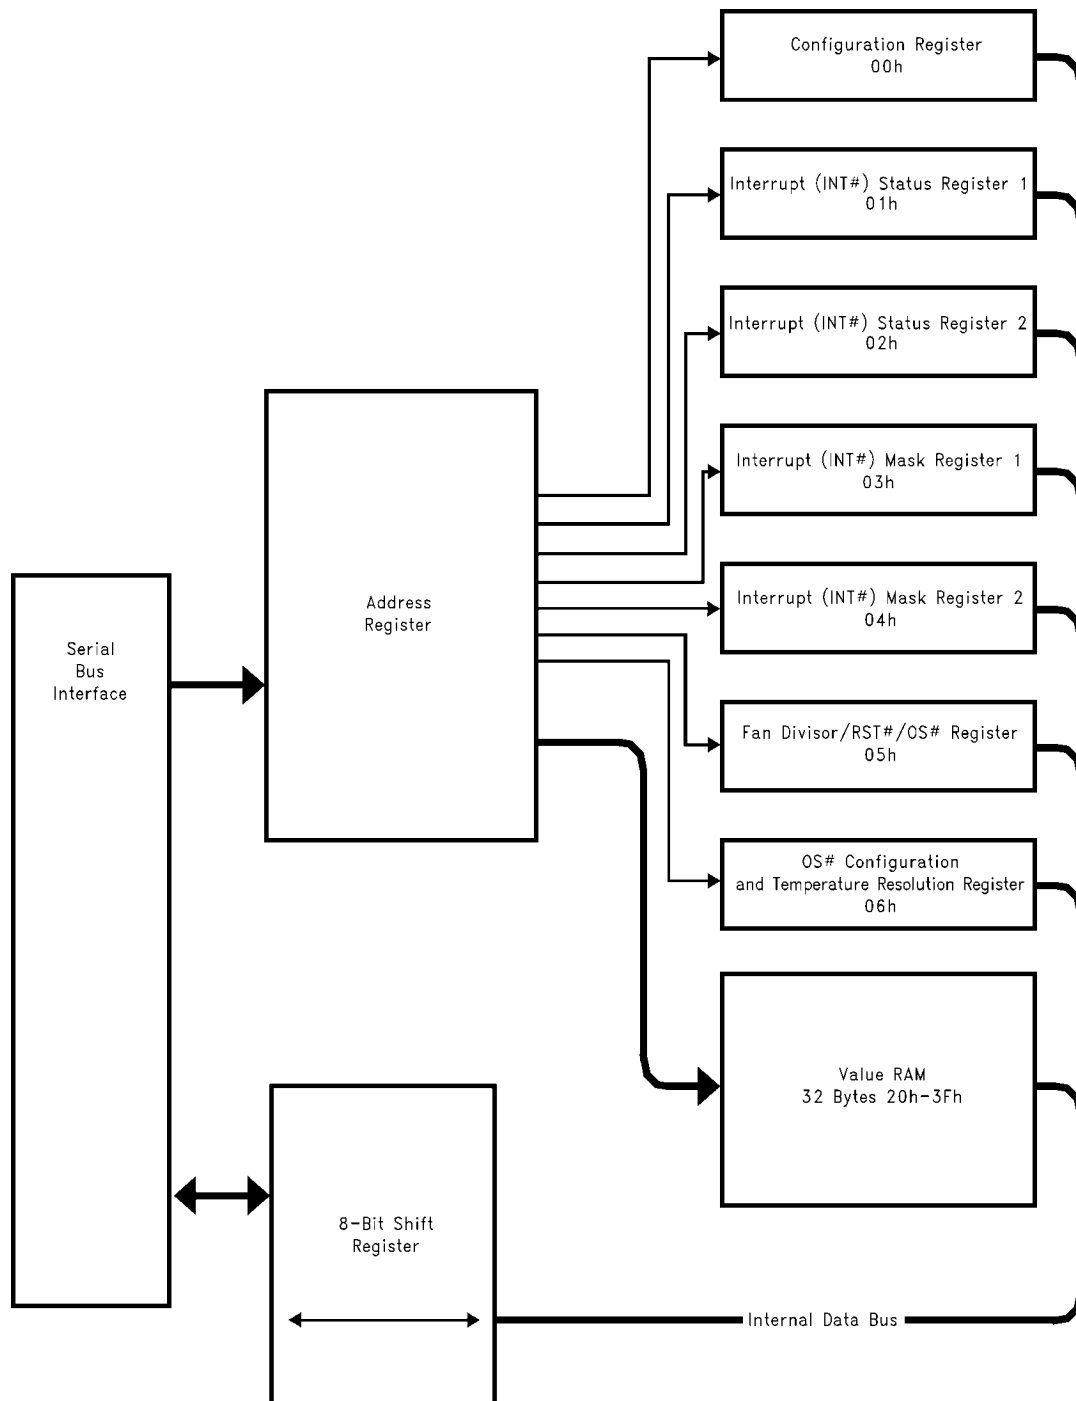 Configuration Register
00h
Interrupt (INT#) Status Register 1
01h
Interrupt (INT#) Status Register 2
02h
Interrupt (INT#) Mask Register 1
03h
Interrupt (INT#) Mask Register 2
04h
Fan Divisor/RST#/OS# Register
05h
OS# Configuration
and Temperature Resolution Register
06h
Value RAM
32 Bytes 20h-3Fh
Address
Register
Serial
Bus
Interface
8-Bit Shift
Register
Internal Data Bus